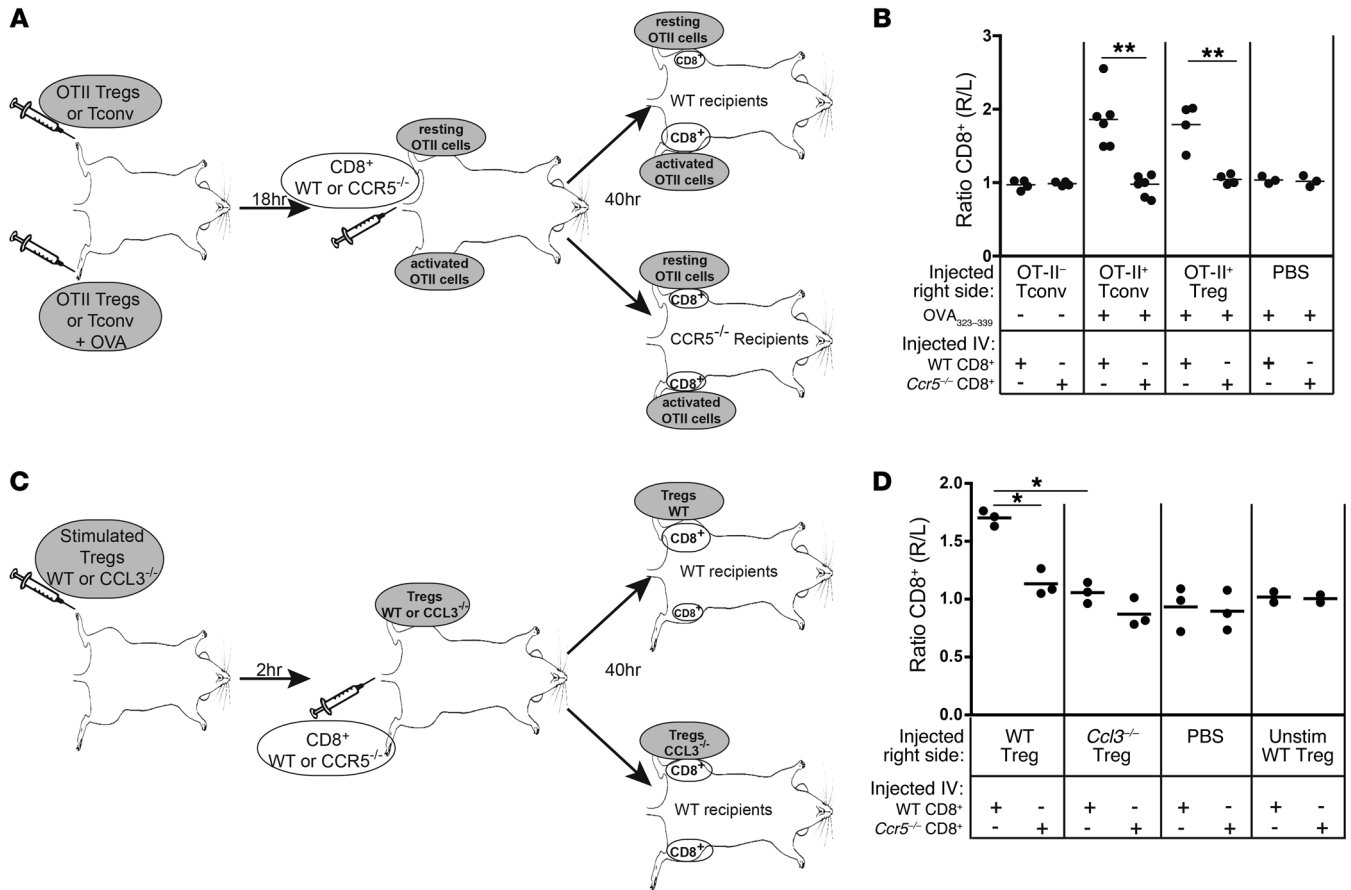 A
OTII Tregs
or Tconv
OTII Tregs
or Tconv
+ OVA
18hr
CD8⁺
WT or CCR5⁻/⁻
resting
OTII cells
activated
OTII cells
40hr
resting
OTII cells
CD8⁺
WT recipients
CD8⁺
activated
OTII cells
resting
OTII cells
CD8⁺
CCR5⁻/⁻ Recipients
CD8⁺
activated
OTII cells
B
Ratio CD8⁺ (R/L)
3
2
1
0
** **
Injected right side:
OT-II⁻ Tconv
OT-II⁺ Tconv
OT-II⁺ Treg
PBS
OVA₃₂₃₋₃₃₉ - - + + + + + +
Injected IV:
WT CD8⁺ + - + - + - + -
Ccr5⁻/⁻ CD8⁺ - + - + - + - +
C
Stimulated
Tregs
WT or CCL3⁻/⁻
2hr
CD8⁺
WT or CCR5⁻/⁻
Tregs
WT or CCL3⁻/⁻
40hr
Tregs
WT
CD8⁺
WT recipients
CD8⁺
Tregs
CCL3⁻/⁻
CD8⁺
WT recipients
CD8⁺
D
Ratio CD8⁺ (R/L)
2.0
1.5
1.0
0.5
0.0
*
*
Injected right side:
WT Treg
Ccl3⁻/⁻ Treg
PBS
Unstim WT Treg
Injected IV:
WT CD8⁺ + - + - + - + -
Ccr5⁻/⁻ CD8⁺ - + - + - + - +